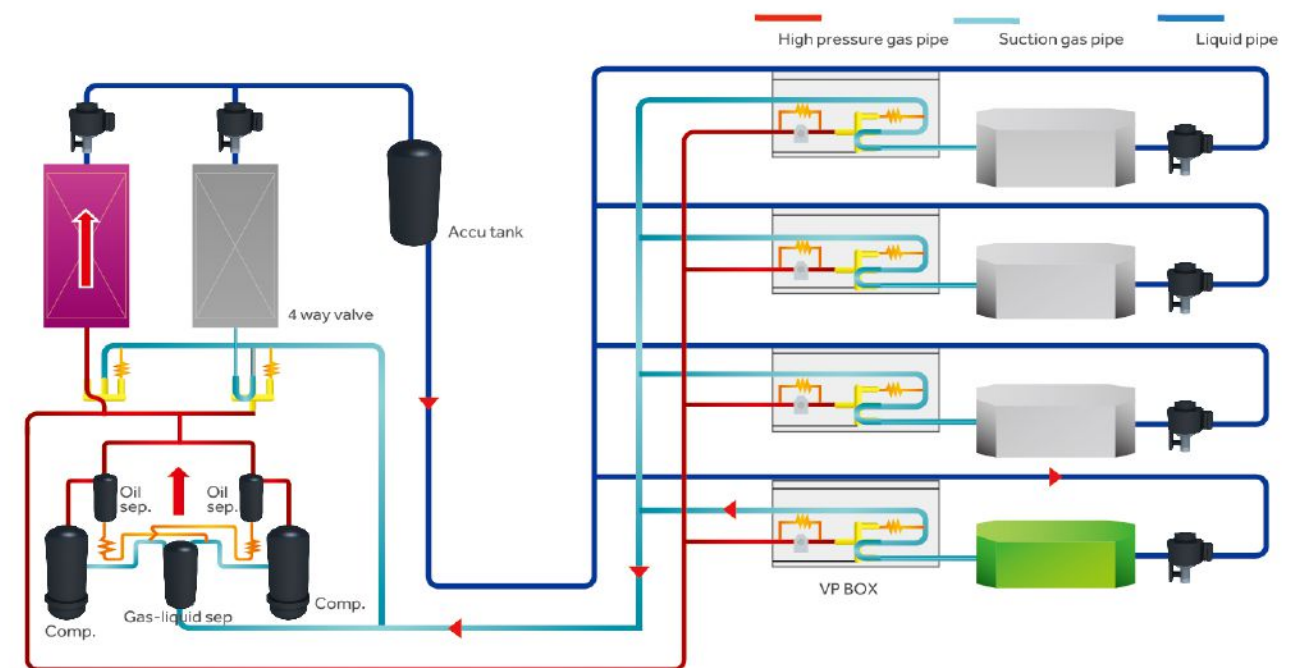 High pressure gas pipe
Suction gas pipe
Liquid pipe
Accu tank
4 way valve
Oil
sep.
Oil
sep.
Comp.
Gas-liquid sep
Comp.
VP BOX